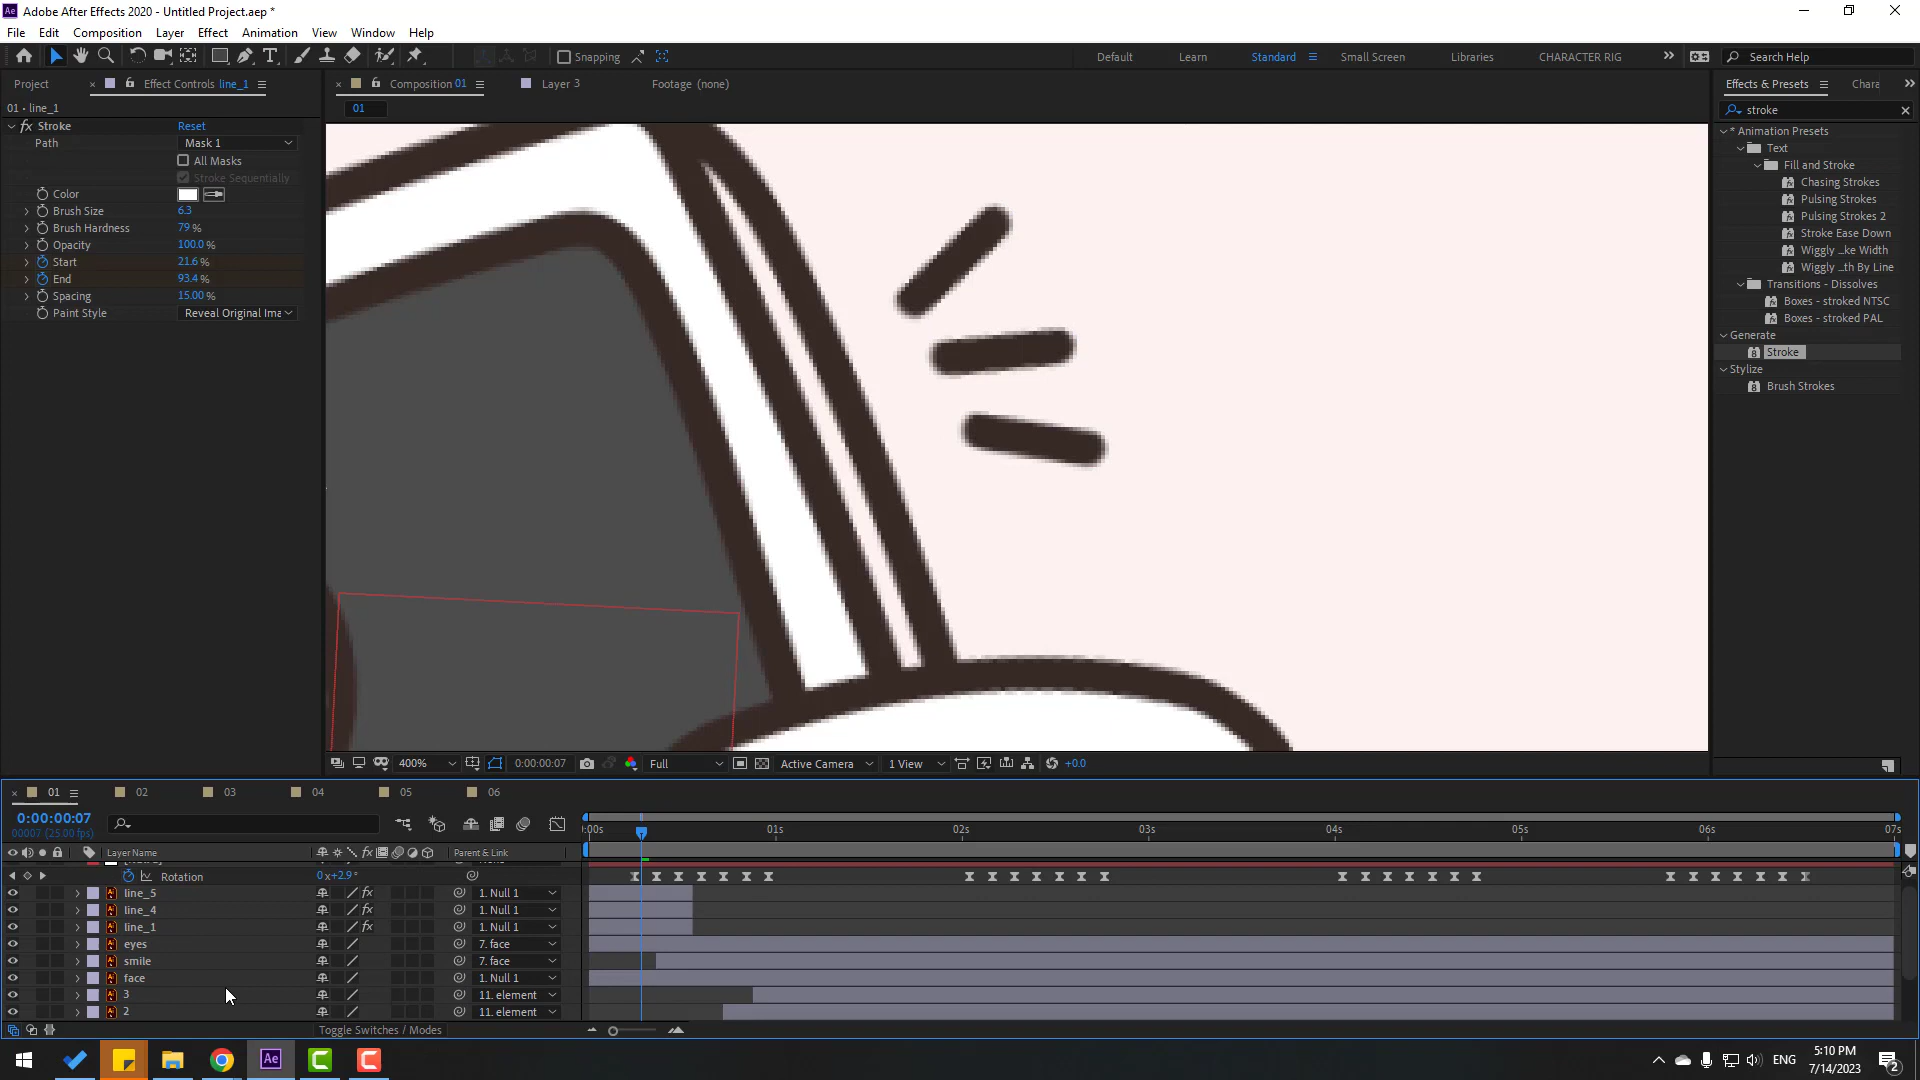 Adobe After Effects 2020 - Untitled Project.aep *
File Edit Composition Layer Effect Animation View Window Help
Snapping
Default Learn Standard Small Screen Libraries CHARACTER RIG
Search Help
Project
Effect Controls line_1
Composition 01
Layer 3
Footage (none)
Effects & Presets
01 • line_1
01
stroke
fx Stroke Reset
Path Mask 1
All Masks
Stroke Sequentially
Color
Brush Size 6.3
Brush Hardness 79 %
Opacity 100.0 %
Start 21.6 %
End 93.4 %
Spacing 15.00 %
Paint Style Reveal Original Ima
* Animation Presets
Text
Fill and Stroke
Chasing Strokes
Pulsing Strokes
Pulsing Strokes 2
Stroke Ease Down
Wiggly ...ke Width
Wiggly ...th By Line
Transitions - Dissolves
Boxes - stroked NTSC
Boxes - stroked PAL
Generate
Stroke
Stylize
Brush Strokes
400% 0:00:00:07 Full Active Camera 1 View +0.0
01 02 03 04 05 06
0:00:00:07
00007 (25.00 fps)
:00s 01s 02s 03s 04s 05s 06s 07s
Layer Name Parent & Link
Rotation 0x+2.9°
line_5 fx 1. Null 1
line_4 fx 1. Null 1
line_1 fx 1. Null 1
eyes 7. face
smile 7. face
face 1. Null 1
3 11. element
2 11. element
Toggle Switches / Modes
ENG
5:10 PM
7/14/2023
2